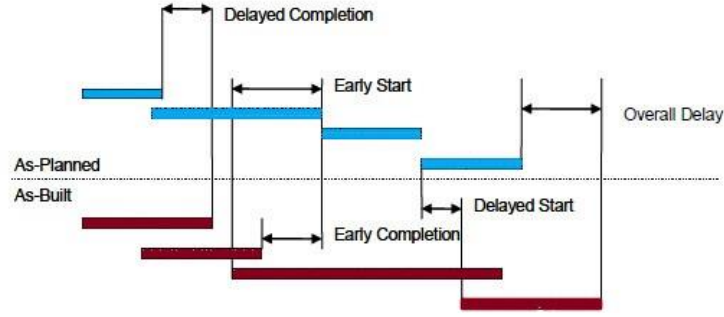 Delayed Completion
Early Start
Overall Delay
As-Planned
As-Built
Delayed Start
Early Completion